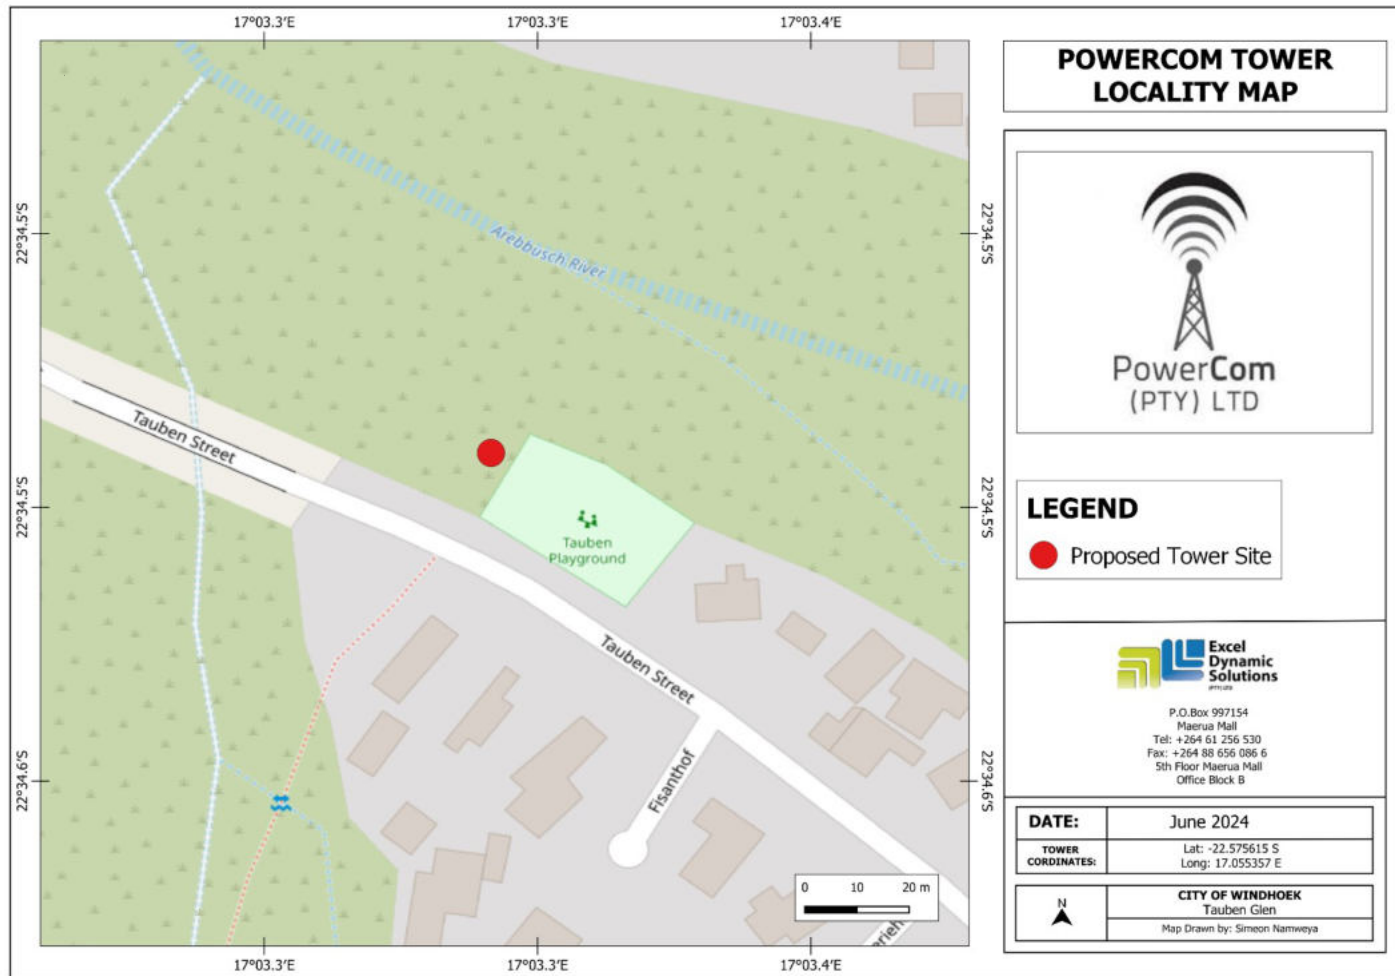 17°03.3'E
17°03.3'E
17°03.4'E
22°34.5'S
22°34.5'S
22°34.6'S
Arebbusch River
Tauben Street
Tauben
Playground
Tauben Street
Fisanthof
0 10 20 m
22°34.5'S
22°34.5'S
22°34.6'S
17°03.3'E
17°03.3'E
17°03.4'E
POWERCOM TOWER
LOCALITY MAP
PowerCom
(PTY) LTD
LEGEND
Proposed Tower Site
Excel
Dynamic
Solutions
(PTY) LTD
P.O.Box 997154
Maerua Mall
Tel: +264 61 256 530
Fax: +264 88 656 086 6
5th Floor Maerua Mall
Office Block B
DATE: June 2024
TOWER
CORDINATES:
Lat: -22.575615 S
Long: 17.055357 E
N
CITY OF WINDHOEK
Tauben Glen
Map Drawn by: Simeon Namweya